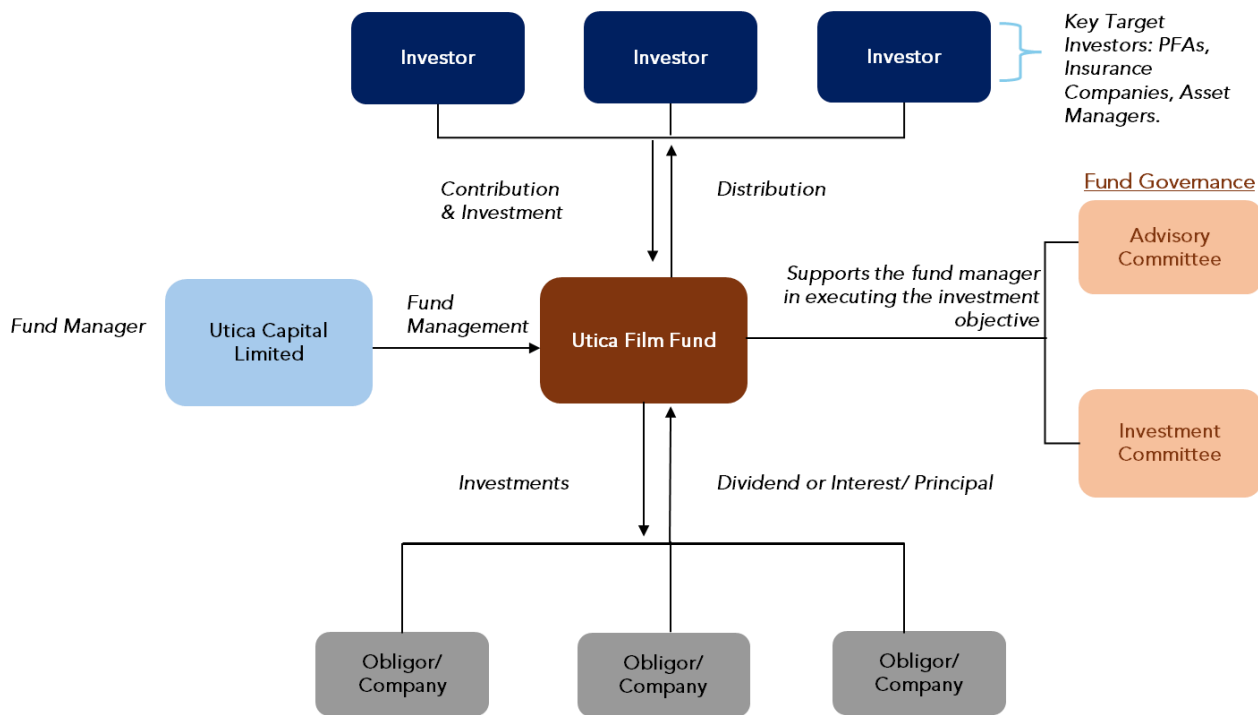 Investor
Investor
Investor
Key Target
Investors: PFAs,
Insurance
Companies, Asset
Managers.
Contribution
& Investment
Distribution
Fund Governance
Advisory
Committee
Fund Manager
Utica Capital
Limited
Fund
Management
Utica Film Fund
Supports the fund manager
in executing the investment
objective
Investment
Committee
Investments
Dividend or Interest/ Principal
Obligor/
Company
Obligor/
Company
Obligor/
Company